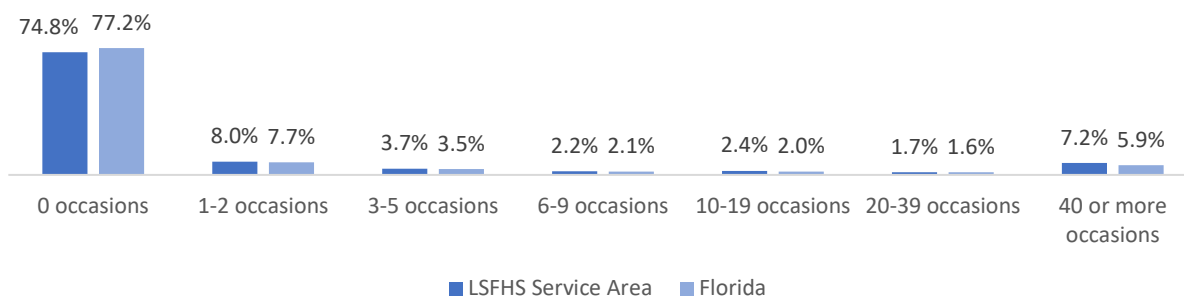 74.8% 77.2%
8.0% 7.7%
3.7% 3.5%
2.2% 2.1%
2.4% 2.0%
1.7% 1.6%
7.2% 5.9%
0 occasions
1-2 occasions
3-5 occasions
6-9 occasions
10-19 occasions
20-39 occasions
40 or more
occasions
LSFHS Service Area
Florida